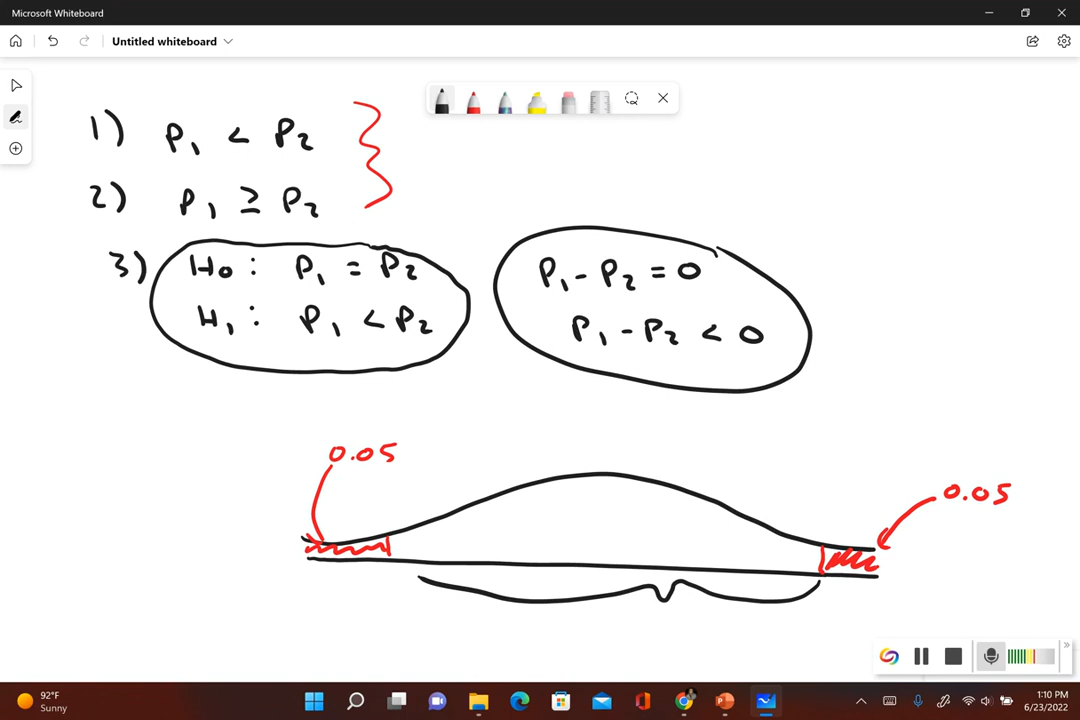 Microsoft Whiteboard
Untitled whiteboard
1) P1 < P2
2) P1 ≥ P2
3) H0 : P1 = P2
H1 : P1 < P2
P1 - P2 = 0
P1 - P2 < 0
0.05
0.05
92°F
Sunny
1:10 PM
6/23/2022